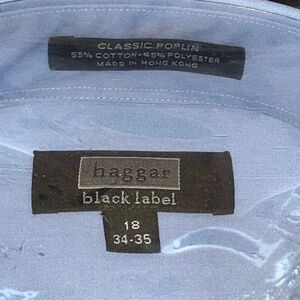 CLASSIC POPLIN
55% COTTON-45% POLYESTER
MADE IN HONG KONG
haggar
black label
18
34-35